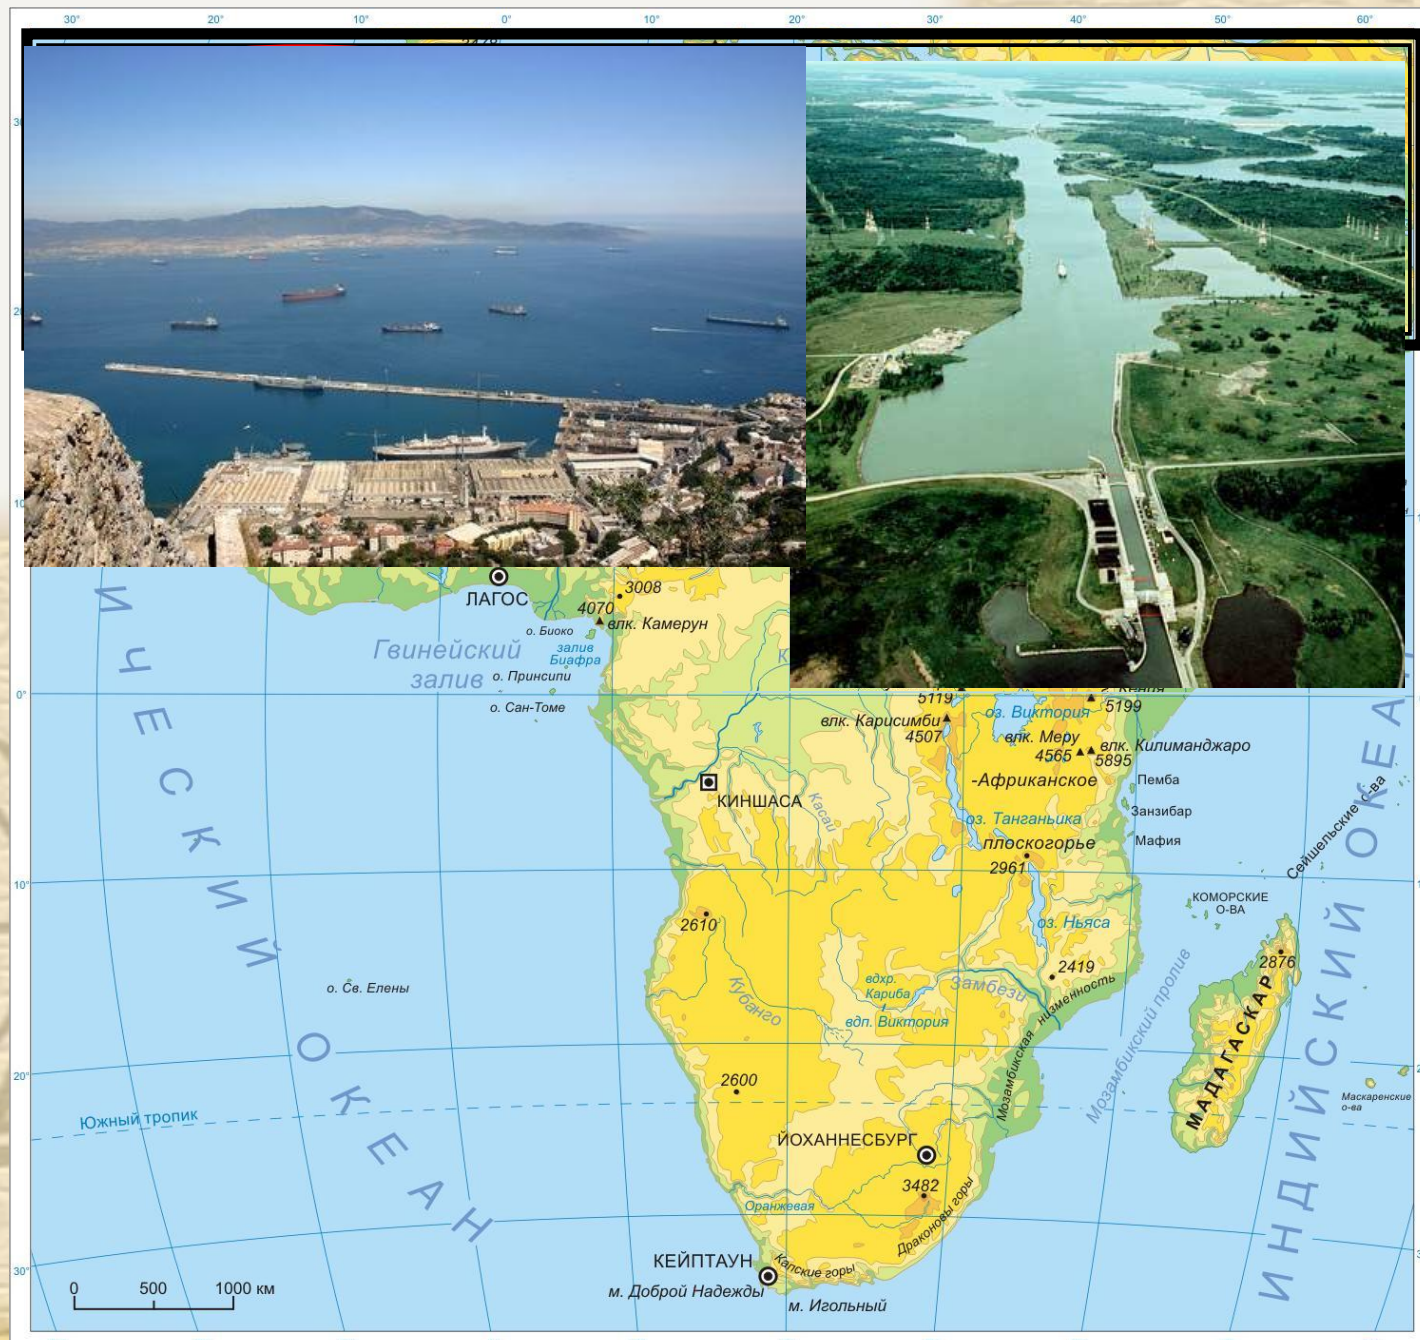 30° 20° 10° 0° 10° 20° 30° 40° 50° 60°
ЛАГОС
3008
4070
влк. Камерун
о. Биоко
Гвинейский
залив
залив
Биафра
о. Принсипи
о. Сан-Томе
0°
5119
5199
оз. Виктория
влк. Карисимби
4507
влк. Меру
4565
влк. Килиманджаро
5895
-Африканское
Пемба
КИНШАСА
Касаи
Занзибар
оз. Танганьика
плоскогорье
Мафия
2961
Сейшельские о-ва
10°
КОМОРСКИЕ
О-ВА
2610
оз. Ньяса
2876
2419
о. Св. Елены
Кубанго
вдхр.
Кариба
Замбези
вдп. Виктория
Мозамбикская низменность
Мозамбикский пролив
МАДАГАСКАР
20°
2600
Маскаренские
о-ва
Южный тропик
ЙОХАННЕСБУРГ
3482
Оранжевая
Драконовы горы
ИЧЕСКИЙ ОКЕАН
ИНДИЙСКИЙ ОКЕА
30°
КЕЙПТАУН
Капские горы
м. Доброй Надежды
м. Игольный
0 500 1000 км